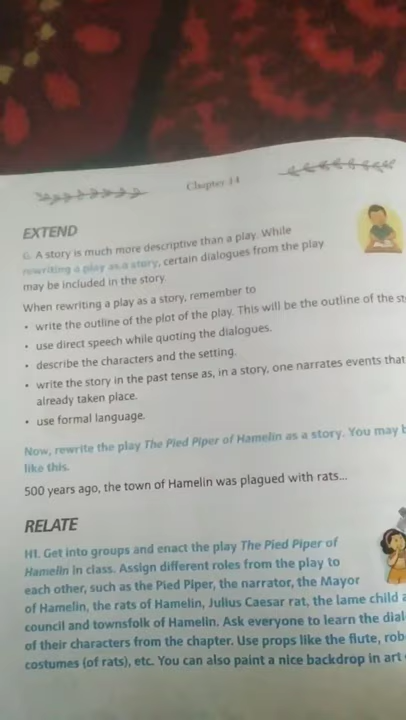 Chapter 14
EXTEND
G. A story is much more descriptive than a play. While
rewriting a play as a story, certain dialogues from the play
may be included in the story.
When rewriting a play as a story, remember to
• write the outline of the plot of the play. This will be the outline of the
• use direct speech while quoting the dialogues.
• describe the characters and the setting.
• write the story in the past tense as, in a story, one narrates events that
already taken place.
• use formal language.
Now, rewrite the play The Pied Piper of Hamelin as a story. You may
like this.
500 years ago, the town of Hamelin was plagued with rats...
RELATE
H1. Get into groups and enact the play The Pied Piper of
Hamelin in class. Assign different roles from the play to
each other, such as the Pied Piper, the narrator, the Mayor
of Hamelin, the rats of Hamelin, Julius Caesar rat, the lame child
council and townsfolk of Hamelin. Ask everyone to learn the
of their characters from the chapter. Use props like the flute,
costumes (of rats), etc. You can also paint a nice backdrop in art